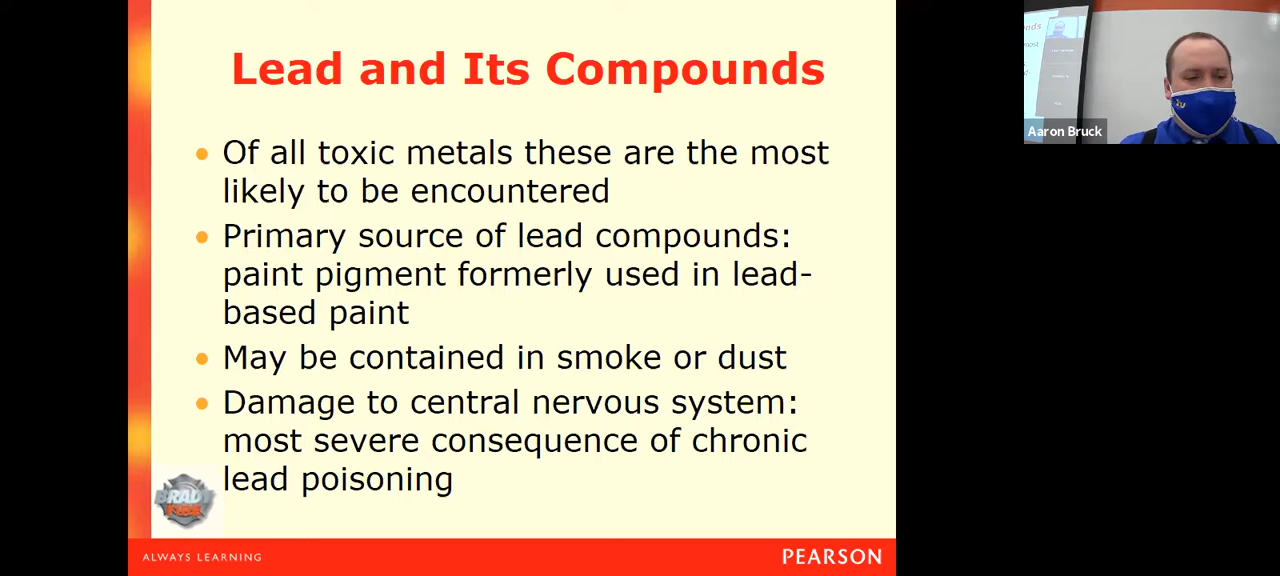 Lead and Its Compounds
Of all toxic metals these are the most
likely to be encountered
Primary source of lead compounds:
paint pigment formerly used in lead-
based paint
May be contained in smoke or dust
Damage to central nervous system:
most severe consequence of chronic
lead poisoning
BRADY
FIRE
ALWAYS LEARNING
PEARSON
Aaron Bruck